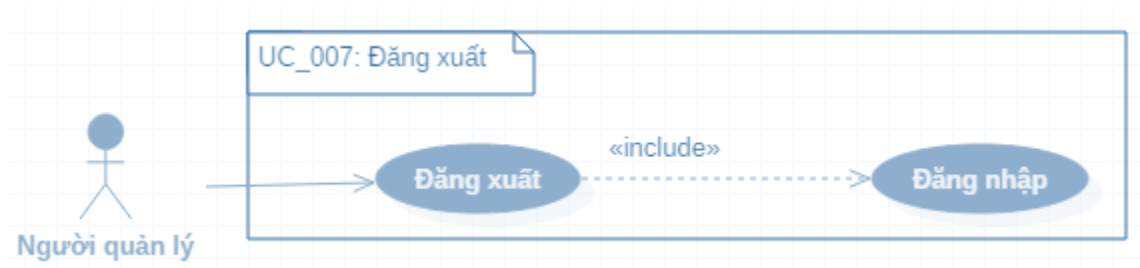 UC_007: Đăng xuất
«include»
Đăng xuất
Đăng nhập
Người quản lý